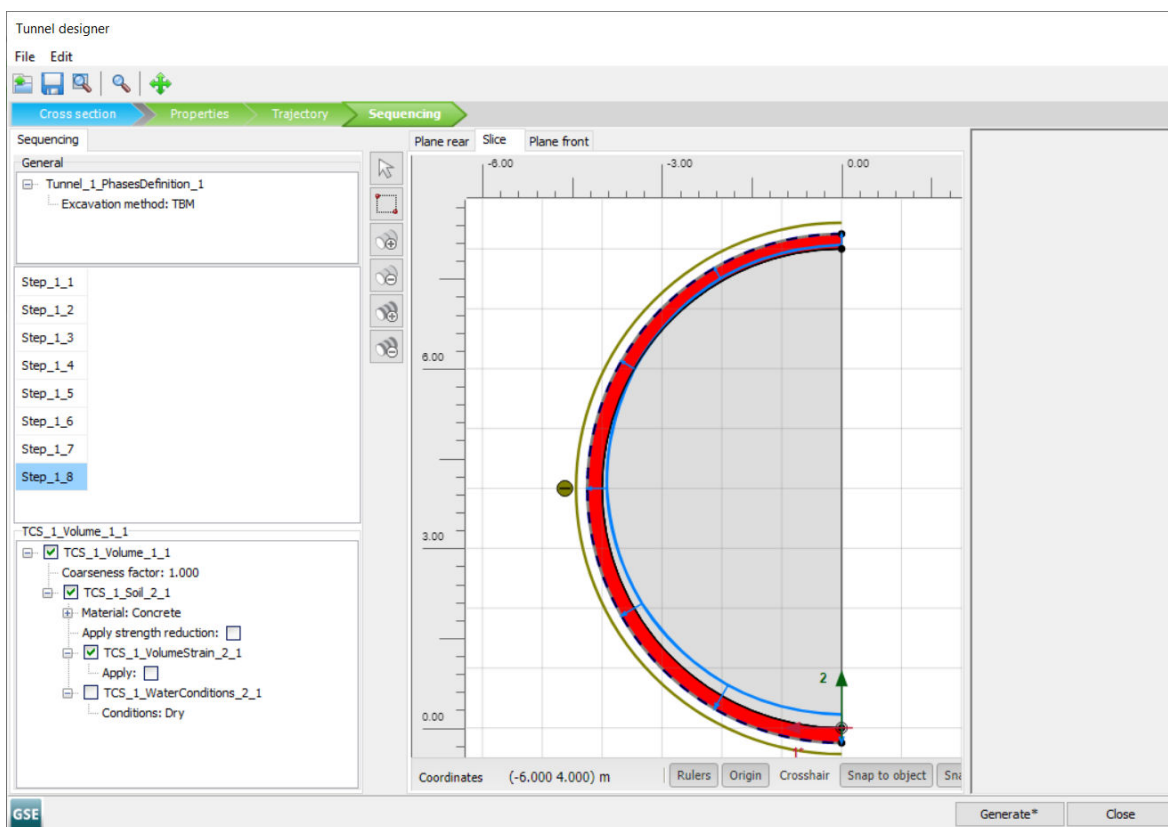 Tunnel designer
File Edit
Cross section Properties Trajectory Sequencing
Sequencing
Plane rear Slice Plane front
General
Tunnel_1_PhasesDefinition_1
Excavation method: TBM
Step_1_1
Step_1_2
Step_1_3
Step_1_4
Step_1_5
Step_1_6
Step_1_7
Step_1_8
TCS_1_Volume_1_1
TCS_1_Volume_1_1
Coarseness factor: 1.000
TCS_1_Soil_2_1
Material: Concrete
Apply strength reduction:
TCS_1_VolumeStrain_2_1
Apply:
TCS_1_WaterConditions_2_1
Conditions: Dry
-6.00 -3.00 0.00
6.00
3.00
0.00
2
Coordinates (-6.000 4.000) m Rulers Origin Crosshair Snap to object Sna
GSE
Generate* Close